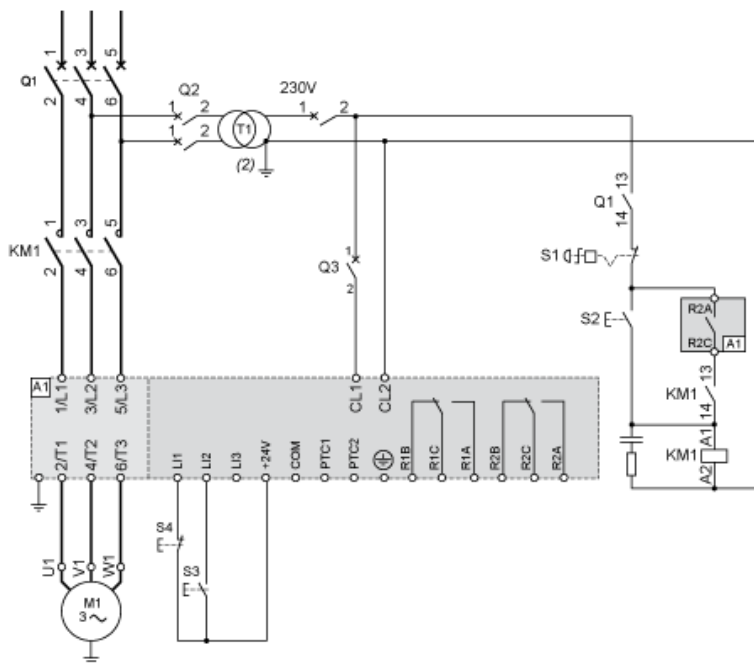 1 3 5
Q1
2 4 6
Q2
1 2
1 2
T1
(2)
230V
1 2
13
Q1
14
1 3 5
KM1
2 4 6
1
Q3
2
S1
S2
R2A
R2C
A1
13
KM1
14
A1
KM1
A2
A1
1/L1 3/L2 5/L3
CL1 CL2
2/T1 4/T2 6/T3
LI1 LI2 LI3 +24V COM PTC1 PTC2 R1B R1C R1A R2B R2C R2A
S4
S3
U1 V1 W1
M1
3